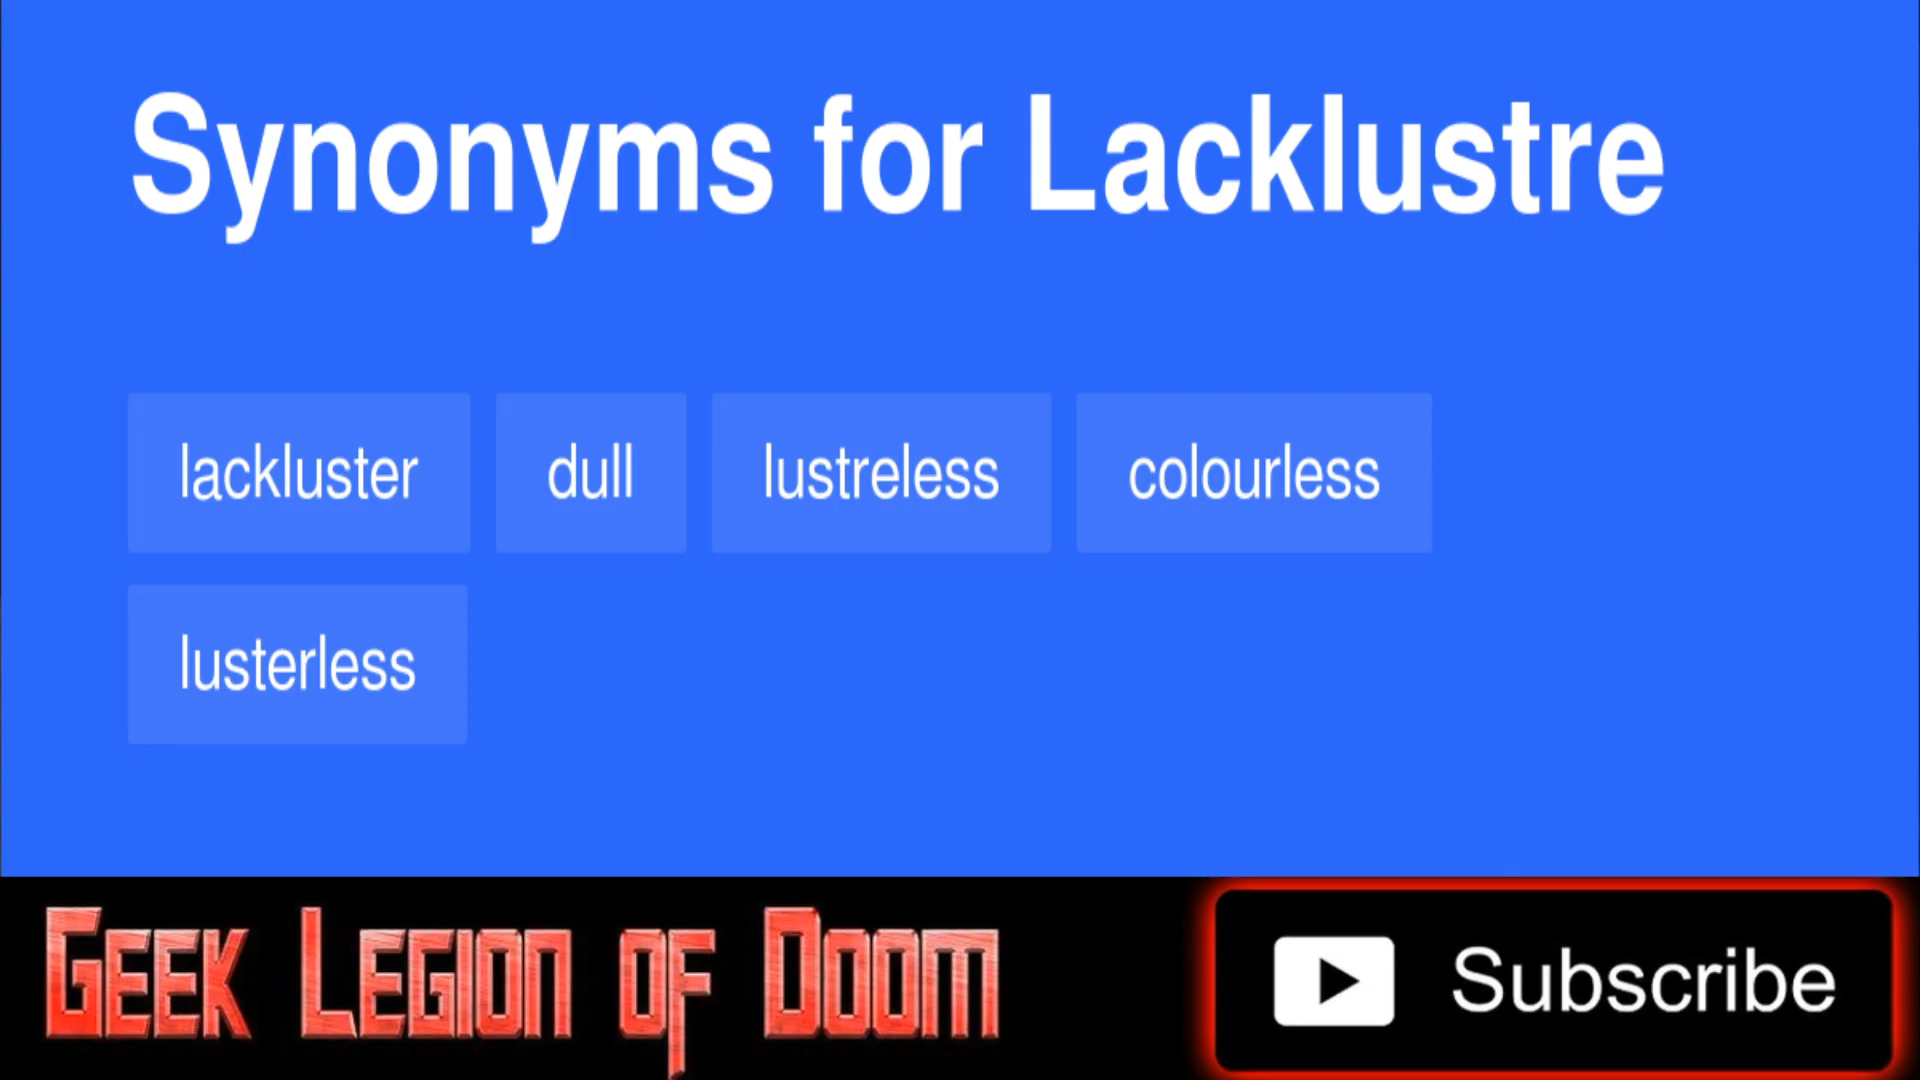 Synonyms for Lacklustre
lackluster dull lustreless colourless
lusterless
Geek Legion of Doom Subscribe